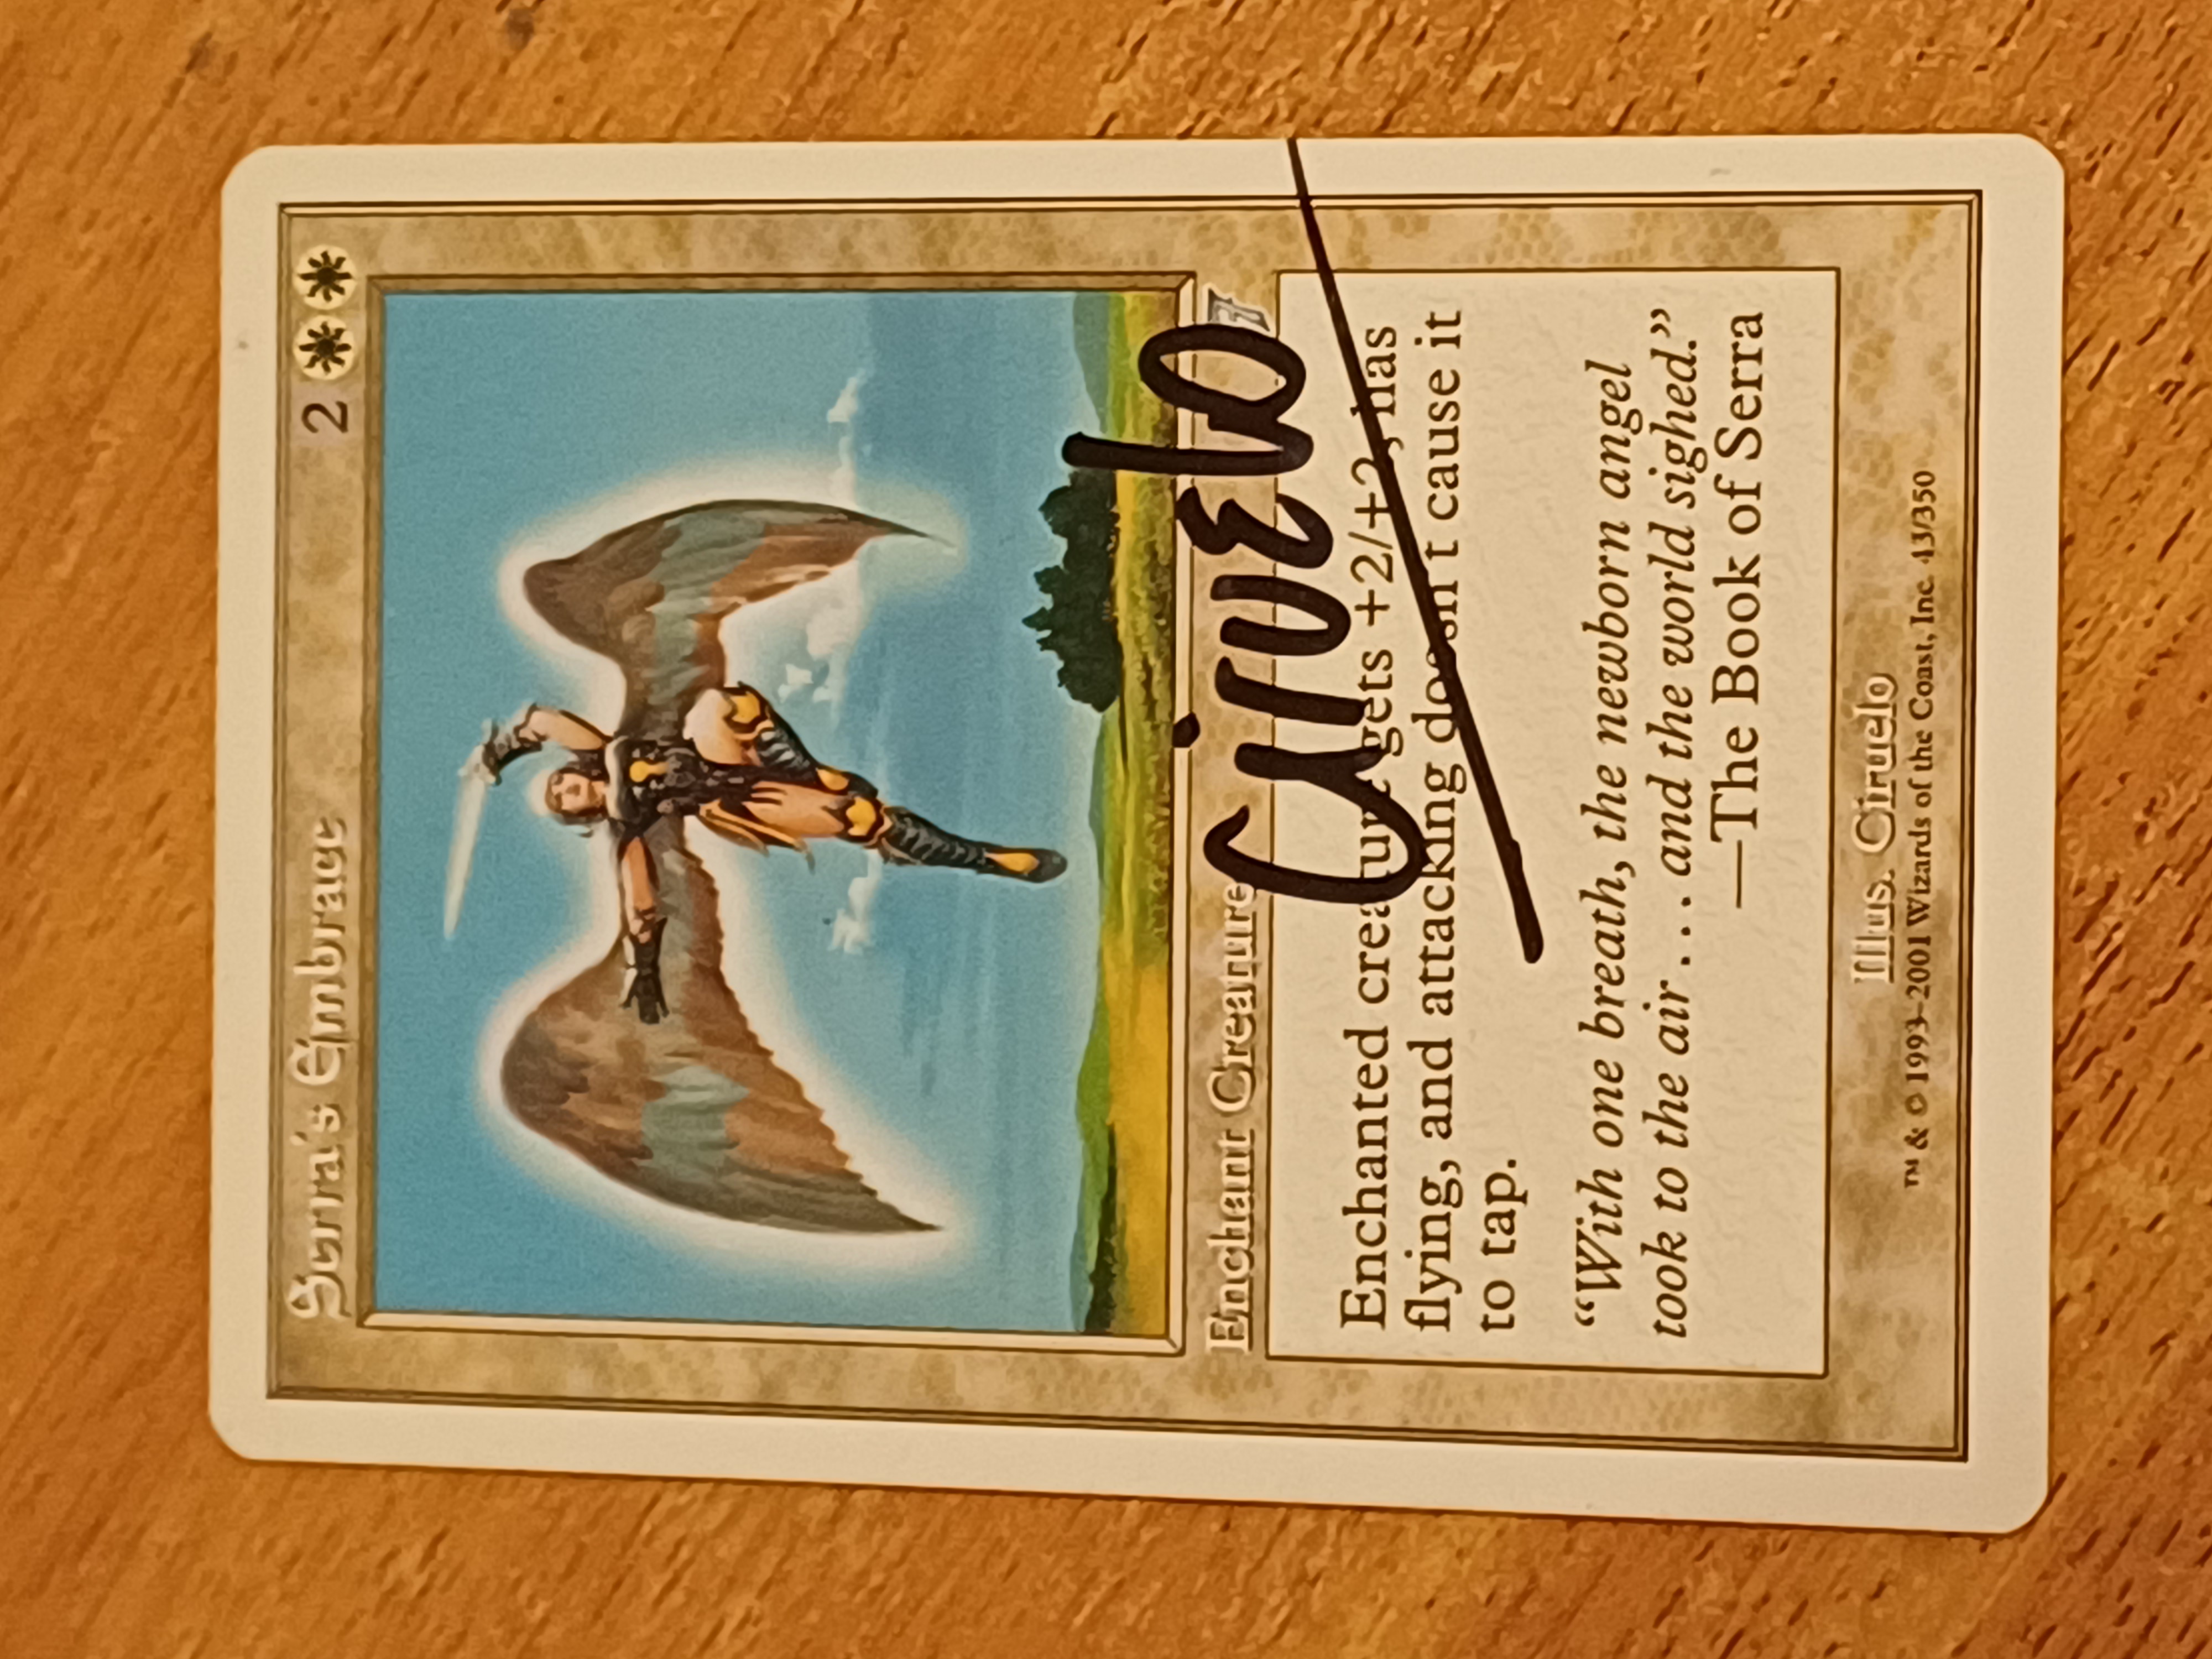 Serra's Embrace
2
Enchant Creature
7
Ciruelo
Enchanted creature gets +2/+2, has
flying, and attacking doesn't cause it
to tap.
“With one breath, the newborn angel
took to the air . . . and the world sighed.”
—The Book of Serra
Illus. Ciruelo
™ & © 1993–2001 Wizards of the Coast, Inc. 43/350